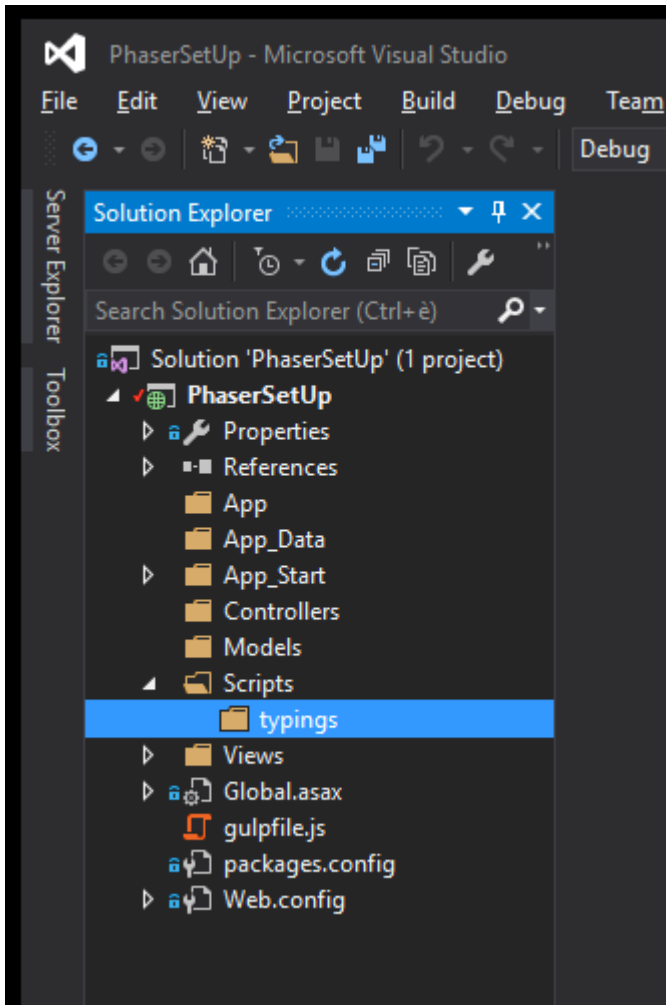 PhaserSetUp - Microsoft Visual Studio
File Edit View Project Build Debug Team
Debug
Server Explorer
Toolbox
Solution Explorer
Search Solution Explorer (Ctrl+è)
Solution 'PhaserSetUp' (1 project)
PhaserSetUp
Properties
References
App
App_Data
App_Start
Controllers
Models
Scripts
typings
Views
Global.asax
gulpfile.js
packages.config
Web.config